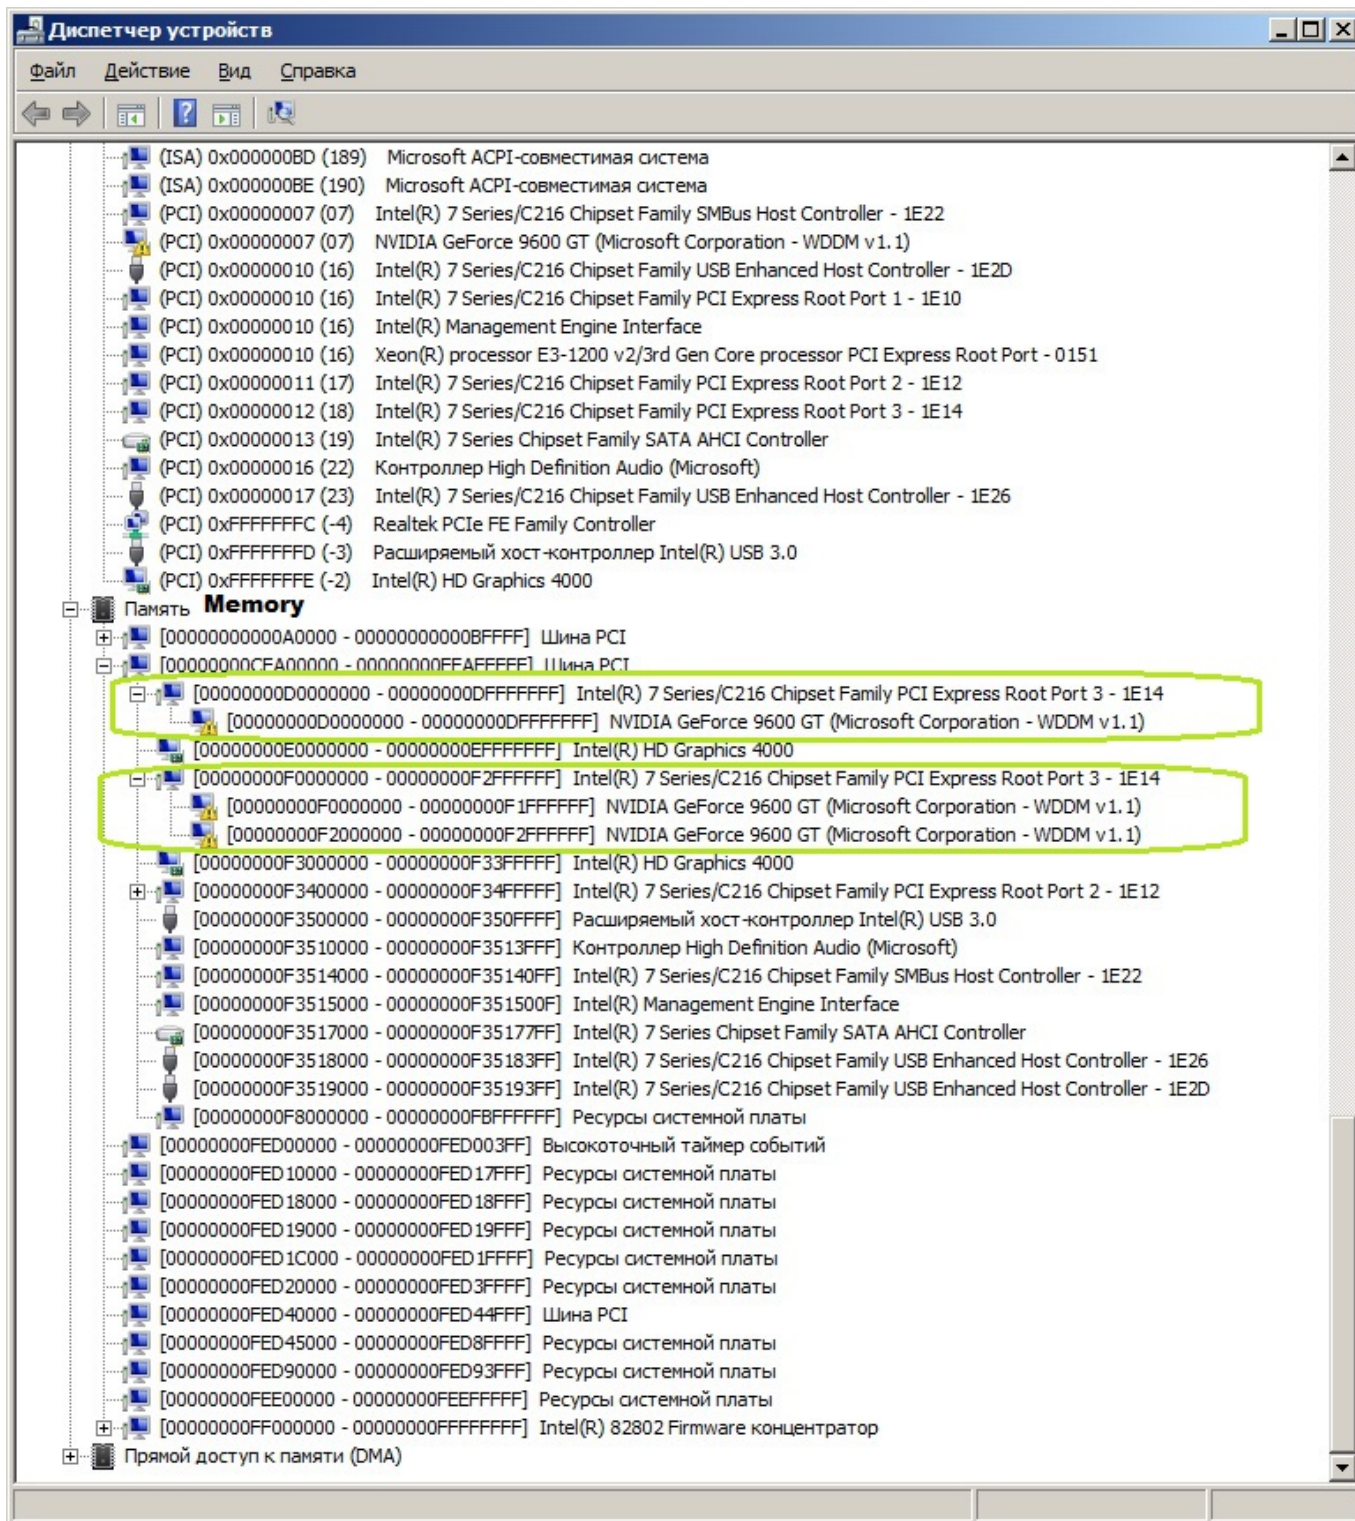 Диспетчер устройств
Файл Действие Вид Справка
(ISA) 0x000000BD (189) Microsoft ACPI-совместимая система
(ISA) 0x000000BE (190) Microsoft ACPI-совместимая система
(PCI) 0x00000007 (07) Intel(R) 7 Series/C216 Chipset Family SMBus Host Controller - 1E22
(PCI) 0x00000007 (07) NVIDIA GeForce 9600 GT (Microsoft Corporation - WDDM v1.1)
(PCI) 0x00000010 (16) Intel(R) 7 Series/C216 Chipset Family USB Enhanced Host Controller - 1E2D
(PCI) 0x00000010 (16) Intel(R) 7 Series/C216 Chipset Family PCI Express Root Port 1 - 1E10
(PCI) 0x00000010 (16) Intel(R) Management Engine Interface
(PCI) 0x00000010 (16) Xeon(R) processor E3-1200 v2/3rd Gen Core processor PCI Express Root Port - 0151
(PCI) 0x00000011 (17) Intel(R) 7 Series/C216 Chipset Family PCI Express Root Port 2 - 1E12
(PCI) 0x00000012 (18) Intel(R) 7 Series/C216 Chipset Family PCI Express Root Port 3 - 1E14
(PCI) 0x00000013 (19) Intel(R) 7 Series Chipset Family SATA AHCI Controller
(PCI) 0x00000016 (22) Контроллер High Definition Audio (Microsoft)
(PCI) 0x00000017 (23) Intel(R) 7 Series/C216 Chipset Family USB Enhanced Host Controller - 1E26
(PCI) 0xFFFFFFFC (-4) Realtek PCIe FE Family Controller
(PCI) 0xFFFFFFFD (-3) Расширяемый хост-контроллер Intel(R) USB 3.0
(PCI) 0xFFFFFFFE (-2) Intel(R) HD Graphics 4000
Память Memory
[00000000000A0000 - 00000000000BFFFF] Шина PCI
[00000000CFA00000 - 00000000FEAFFFFF] Шина PCI
[00000000D0000000 - 00000000DFFFFFFF] Intel(R) 7 Series/C216 Chipset Family PCI Express Root Port 3 - 1E14
[00000000D0000000 - 00000000DFFFFFFF] NVIDIA GeForce 9600 GT (Microsoft Corporation - WDDM v1.1)
[00000000E0000000 - 00000000EFFFFFFF] Intel(R) HD Graphics 4000
[00000000F0000000 - 00000000F2FFFFFF] Intel(R) 7 Series/C216 Chipset Family PCI Express Root Port 3 - 1E14
[00000000F0000000 - 00000000F1FFFFFF] NVIDIA GeForce 9600 GT (Microsoft Corporation - WDDM v1.1)
[00000000F2000000 - 00000000F2FFFFFF] NVIDIA GeForce 9600 GT (Microsoft Corporation - WDDM v1.1)
[00000000F3000000 - 00000000F33FFFFF] Intel(R) HD Graphics 4000
[00000000F3400000 - 00000000F34FFFFF] Intel(R) 7 Series/C216 Chipset Family PCI Express Root Port 2 - 1E12
[00000000F3500000 - 00000000F350FFFF] Расширяемый хост-контроллер Intel(R) USB 3.0
[00000000F3510000 - 00000000F3513FFF] Контроллер High Definition Audio (Microsoft)
[00000000F3514000 - 00000000F35140FF] Intel(R) 7 Series/C216 Chipset Family SMBus Host Controller - 1E22
[00000000F3515000 - 00000000F351500F] Intel(R) Management Engine Interface
[00000000F3517000 - 00000000F35177FF] Intel(R) 7 Series Chipset Family SATA AHCI Controller
[00000000F3518000 - 00000000F35183FF] Intel(R) 7 Series/C216 Chipset Family USB Enhanced Host Controller - 1E26
[00000000F3519000 - 00000000F35193FF] Intel(R) 7 Series/C216 Chipset Family USB Enhanced Host Controller - 1E2D
[00000000F8000000 - 00000000FBFFFFFF] Ресурсы системной платы
[00000000FED00000 - 00000000FED003FF] Высокоточный таймер событий
[00000000FED10000 - 00000000FED17FFF] Ресурсы системной платы
[00000000FED18000 - 00000000FED18FFF] Ресурсы системной платы
[00000000FED19000 - 00000000FED19FFF] Ресурсы системной платы
[00000000FED1C000 - 00000000FED1FFFF] Ресурсы системной платы
[00000000FED20000 - 00000000FED3FFFF] Ресурсы системной платы
[00000000FED40000 - 00000000FED44FFF] Шина PCI
[00000000FED45000 - 00000000FED8FFFF] Ресурсы системной платы
[00000000FED90000 - 00000000FED93FFF] Ресурсы системной платы
[00000000FEE00000 - 00000000FEEFFFFF] Ресурсы системной платы
[00000000FF000000 - 00000000FFFFFFFF] Intel(R) 82802 Firmware концентратор
Прямой доступ к памяти (DMA)